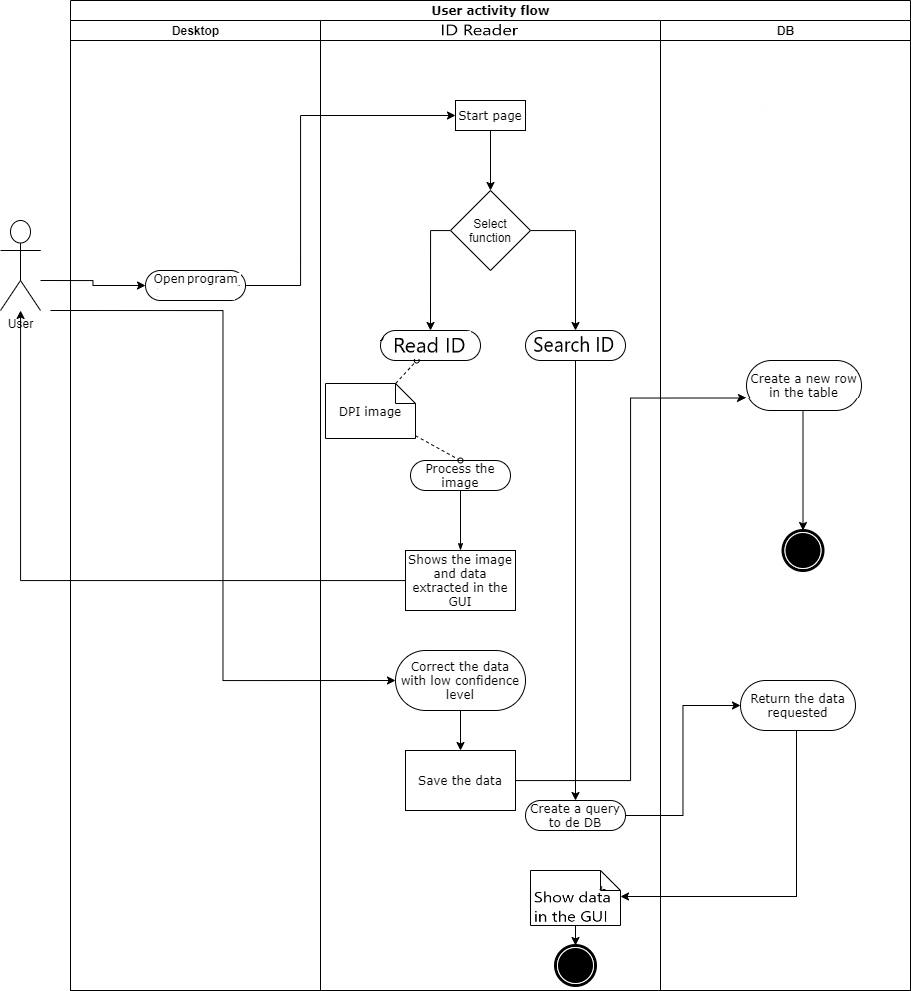 User activity flow
Desktop
ID Reader
DB
Start page
Select
function
Open program
User
Read ID
Search ID
DPI image
Create a new row
in the table
Process the
image
Shows the image
and data
extracted in the
GUI
Correct the data
with low confidence
level
Return the data
requested
Save the data
Create a query
to de DB
Show data
in the GUI